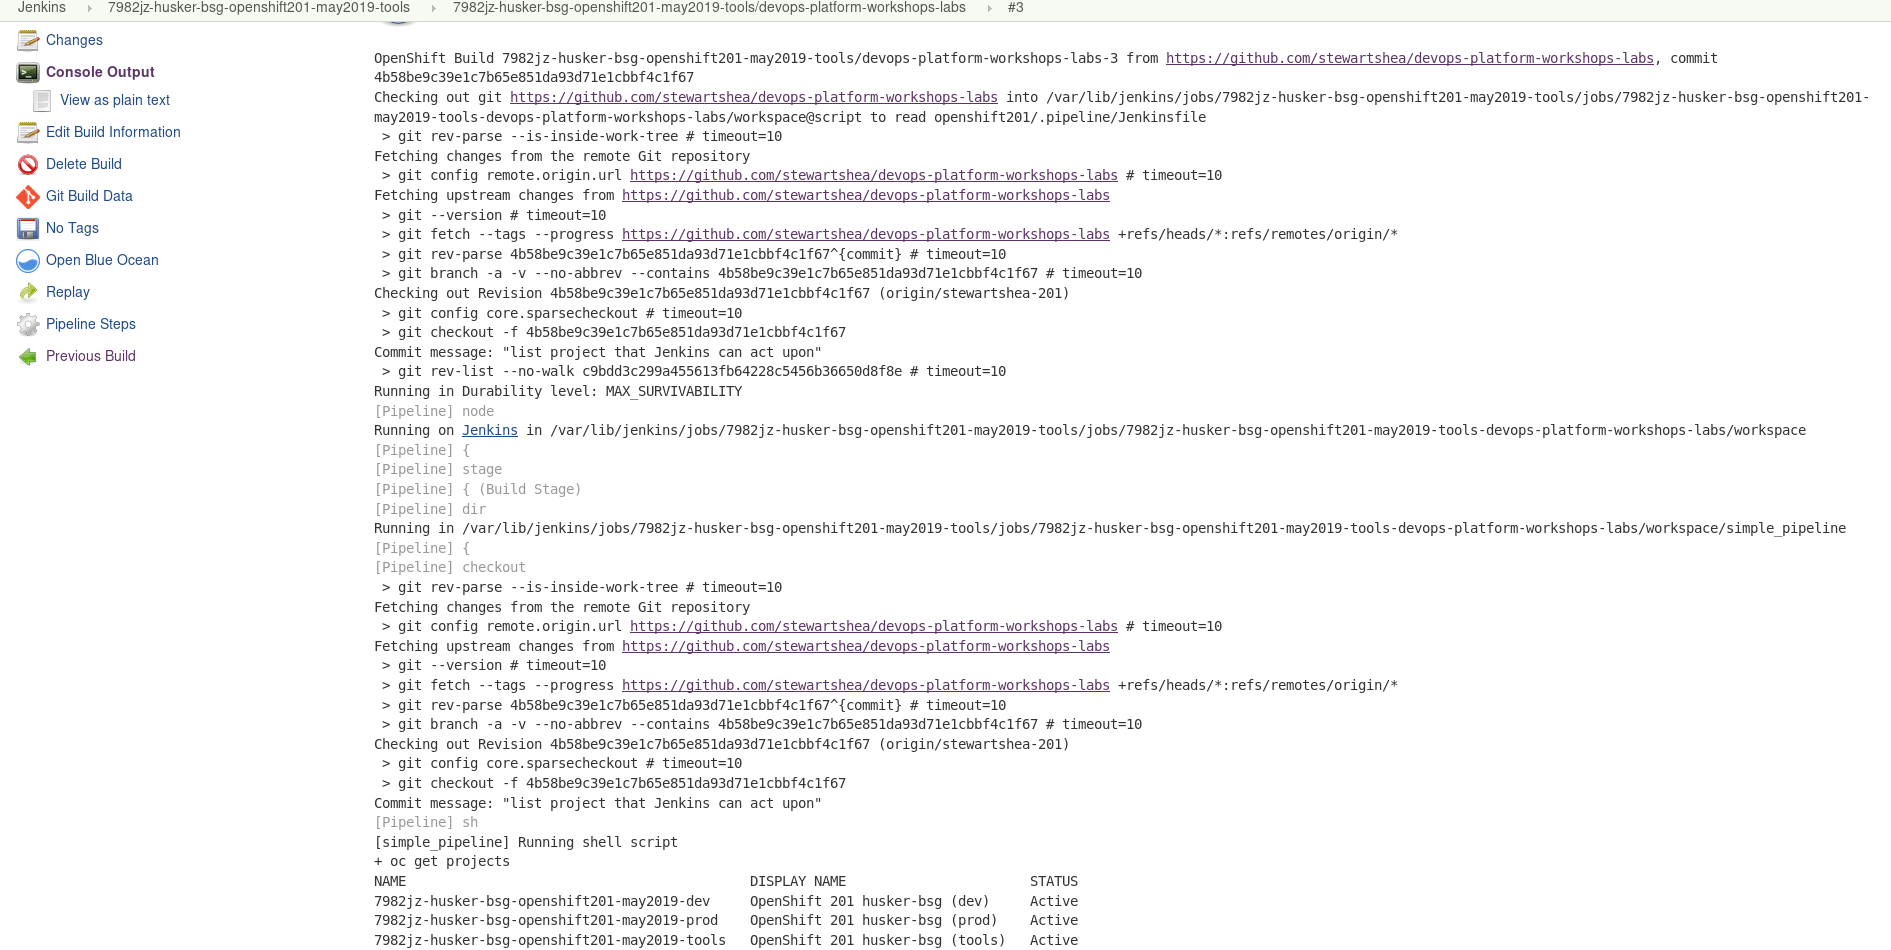 Jenkins › 7982jz-husker-bsg-openshift201-may2019-tools › 7982jz-husker-bsg-openshift201-may2019-tools/devops-platform-workshops-labs › #3
Changes
Console Output
View as plain text
Edit Build Information
Delete Build
Git Build Data
No Tags
Open Blue Ocean
Replay
Pipeline Steps
Previous Build
OpenShift Build 7982jz-husker-bsg-openshift201-may2019-tools/devops-platform-workshops-labs-3 from https://github.com/stewartshea/devops-platform-workshops-labs, commit
4b58be9c39e1c7b65e851da93d71e1cbbf4c1f67
Checking out git https://github.com/stewartshea/devops-platform-workshops-labs into /var/lib/jenkins/jobs/7982jz-husker-bsg-openshift201-may2019-tools/jobs/7982jz-husker-bsg-openshift201-
may2019-tools-devops-platform-workshops-labs/workspace@script to read openshift201/.pipeline/Jenkinsfile
> git rev-parse --is-inside-work-tree # timeout=10
Fetching changes from the remote Git repository
> git config remote.origin.url https://github.com/stewartshea/devops-platform-workshops-labs # timeout=10
Fetching upstream changes from https://github.com/stewartshea/devops-platform-workshops-labs
> git --version # timeout=10
> git fetch --tags --progress https://github.com/stewartshea/devops-platform-workshops-labs +refs/heads/*:refs/remotes/origin/*
> git rev-parse 4b58be9c39e1c7b65e851da93d71e1cbbf4c1f67^{commit} # timeout=10
> git branch -a -v --no-abbrev --contains 4b58be9c39e1c7b65e851da93d71e1cbbf4c1f67 # timeout=10
Checking out Revision 4b58be9c39e1c7b65e851da93d71e1cbbf4c1f67 (origin/stewartshea-201)
> git config core.sparsecheckout # timeout=10
> git checkout -f 4b58be9c39e1c7b65e851da93d71e1cbbf4c1f67
Commit message: "list project that Jenkins can act upon"
> git rev-list --no-walk c9bdd3c299a455613fb64228c5456b36650d8f8e # timeout=10
Running in Durability level: MAX_SURVIVABILITY
[Pipeline] node
Running on Jenkins in /var/lib/jenkins/jobs/7982jz-husker-bsg-openshift201-may2019-tools/jobs/7982jz-husker-bsg-openshift201-may2019-tools-devops-platform-workshops-labs/workspace
[Pipeline] {
[Pipeline] stage
[Pipeline] { (Build Stage)
[Pipeline] dir
Running in /var/lib/jenkins/jobs/7982jz-husker-bsg-openshift201-may2019-tools/jobs/7982jz-husker-bsg-openshift201-may2019-tools-devops-platform-workshops-labs/workspace/simple_pipeline
[Pipeline] {
[Pipeline] checkout
> git rev-parse --is-inside-work-tree # timeout=10
Fetching changes from the remote Git repository
> git config remote.origin.url https://github.com/stewartshea/devops-platform-workshops-labs # timeout=10
Fetching upstream changes from https://github.com/stewartshea/devops-platform-workshops-labs
> git --version # timeout=10
> git fetch --tags --progress https://github.com/stewartshea/devops-platform-workshops-labs +refs/heads/*:refs/remotes/origin/*
> git rev-parse 4b58be9c39e1c7b65e851da93d71e1cbbf4c1f67^{commit} # timeout=10
> git branch -a -v --no-abbrev --contains 4b58be9c39e1c7b65e851da93d71e1cbbf4c1f67 # timeout=10
Checking out Revision 4b58be9c39e1c7b65e851da93d71e1cbbf4c1f67 (origin/stewartshea-201)
> git config core.sparsecheckout # timeout=10
> git checkout -f 4b58be9c39e1c7b65e851da93d71e1cbbf4c1f67
Commit message: "list project that Jenkins can act upon"
[Pipeline] sh
[simple_pipeline] Running shell script
+ oc get projects
NAME DISPLAY NAME STATUS
7982jz-husker-bsg-openshift201-may2019-dev OpenShift 201 husker-bsg (dev) Active
7982jz-husker-bsg-openshift201-may2019-prod OpenShift 201 husker-bsg (prod) Active
7982jz-husker-bsg-openshift201-may2019-tools OpenShift 201 husker-bsg (tools) Active